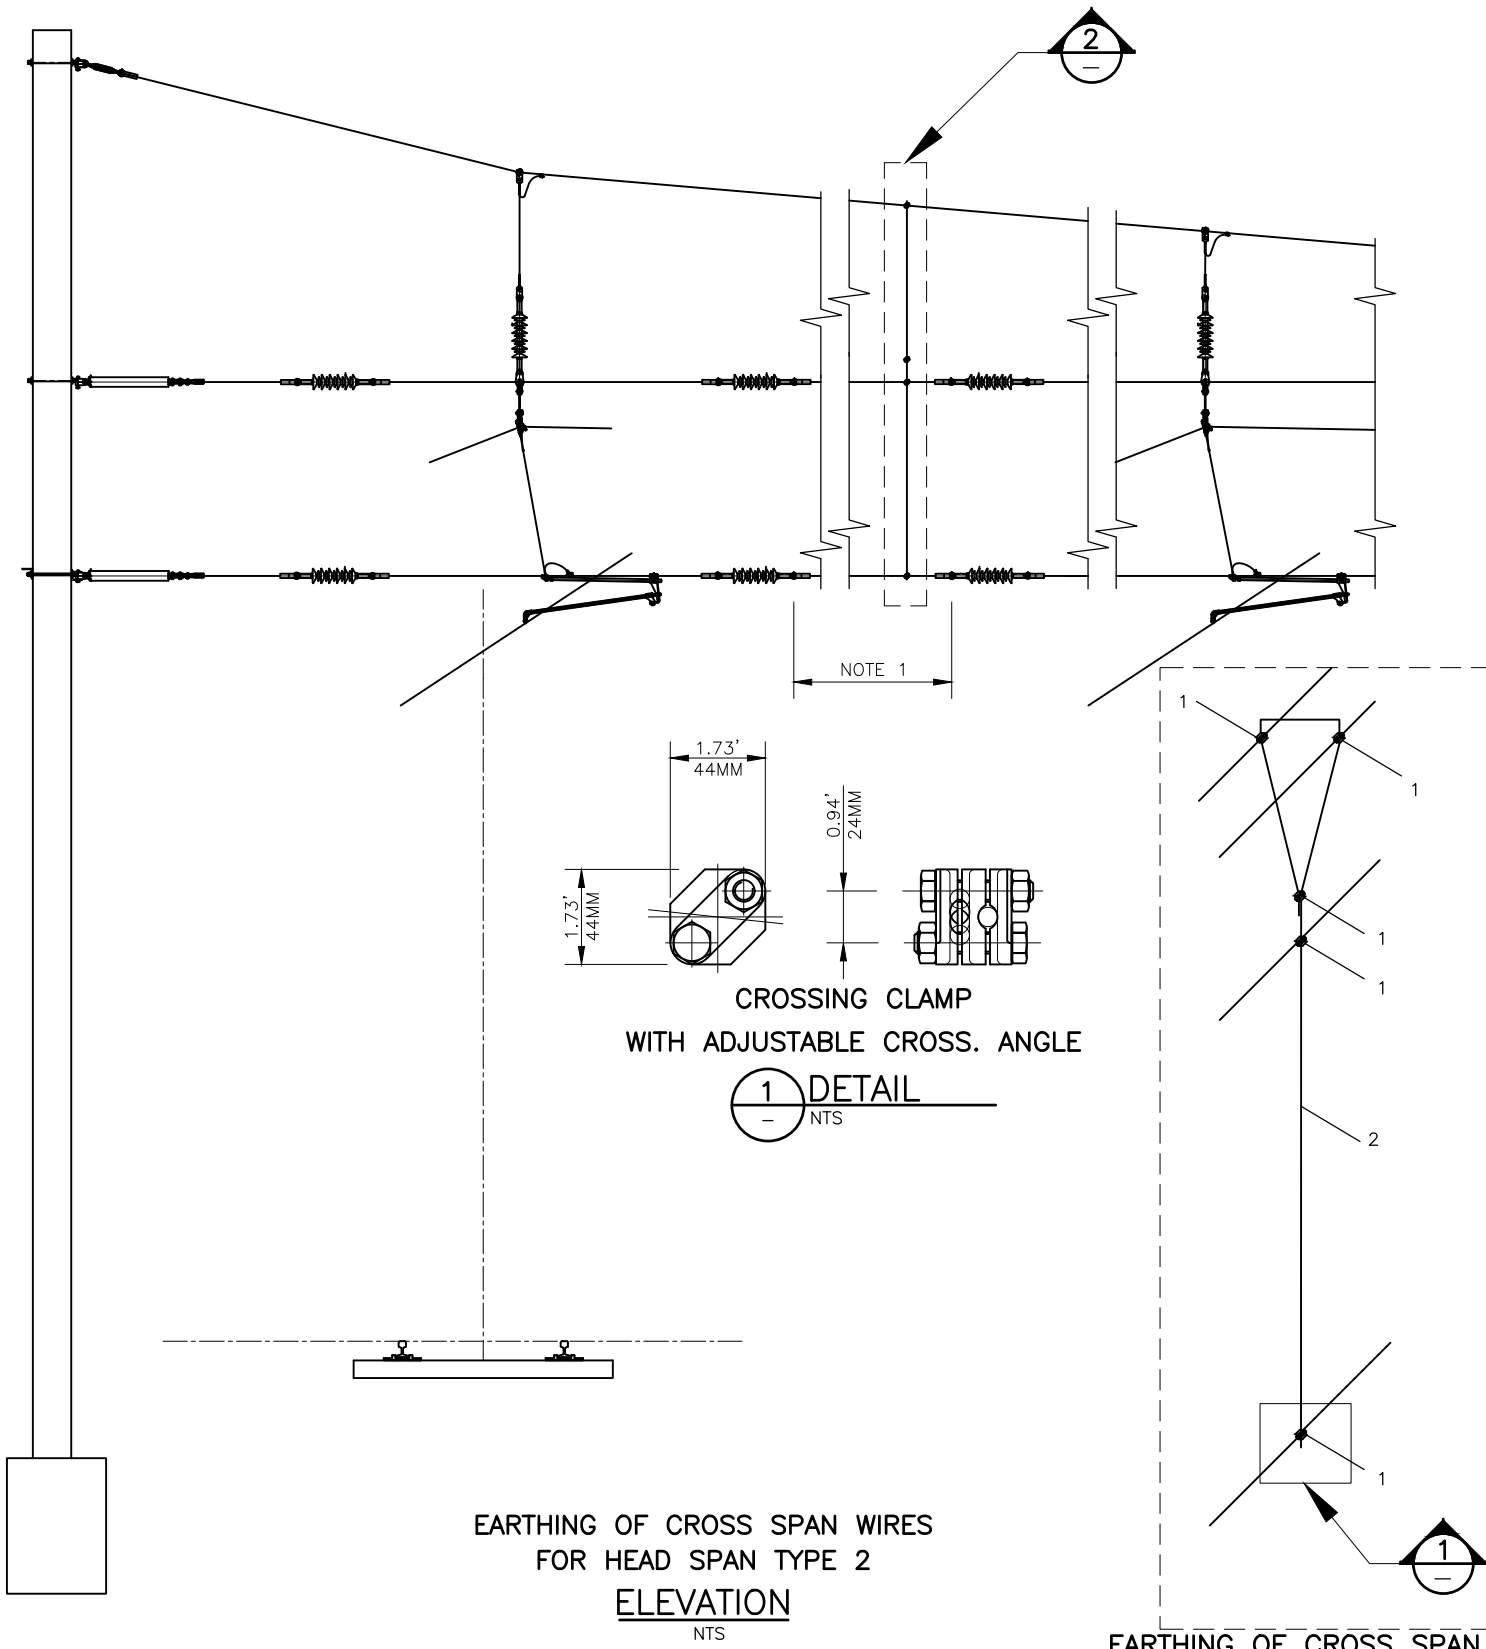 2
–
NOTE 1
1
1
1.73'
44MM
0.94'
24MM
1.73'
44MM
1
1
CROSSING CLAMP
WITH ADJUSTABLE CROSS. ANGLE
1 DETAIL
– NTS
2
1
EARTHING OF CROSS SPAN WIRES
FOR HEAD SPAN TYPE 2
ELEVATION
NTS
1
–
EARTHING OF CROSS SPAN